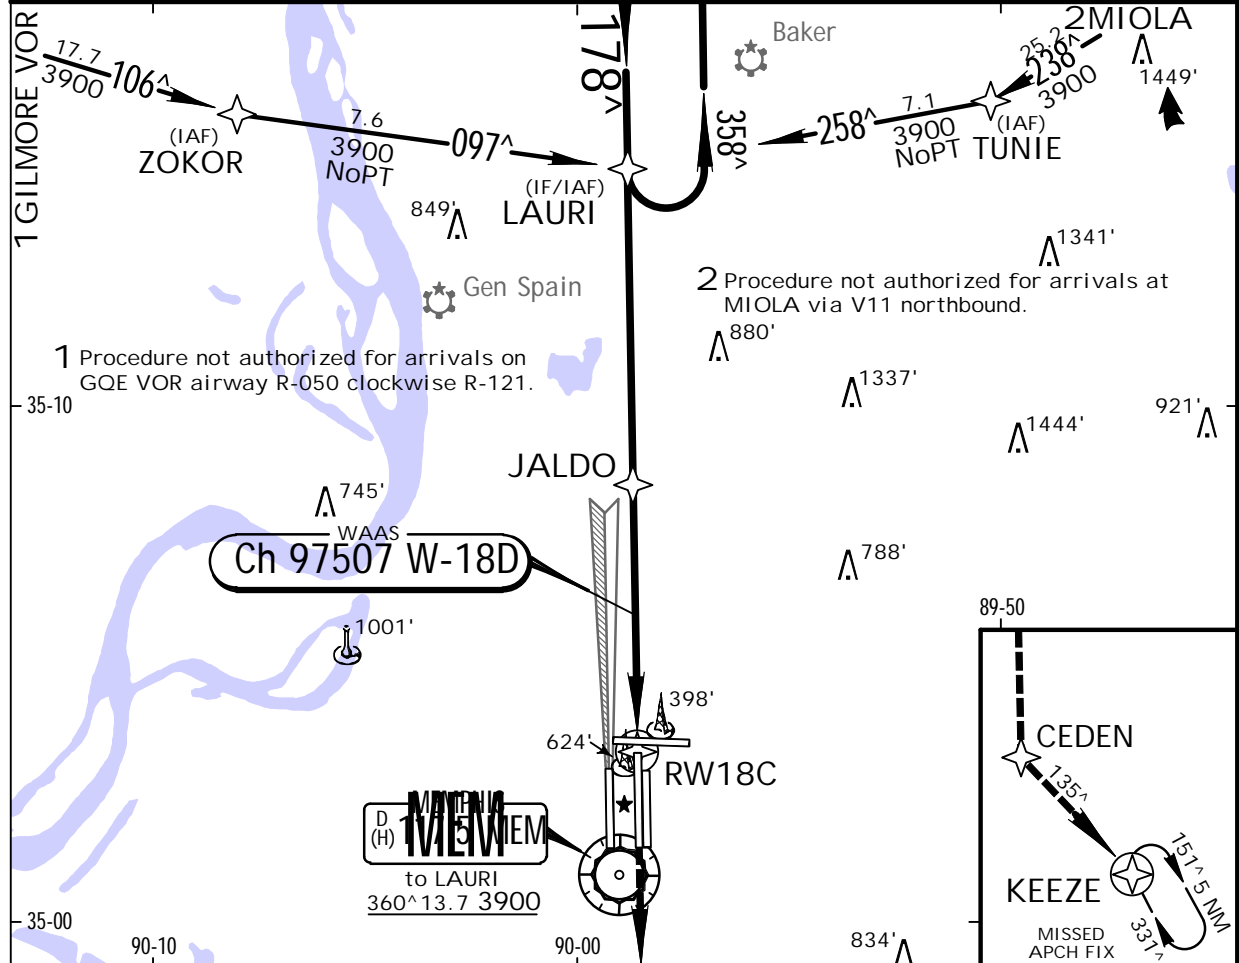 1 GILMORE VOR
17.7
3900
106^
(IAF)
ZOKOR
7.6
3900
NoPT
097^
178^
358^
Baker
2 MIOLA
25.2
238^
3900
1449'
7.1
258^
3900
NoPT
(IAF)
TUNIE
(IF/IAF)
LAURI
849'
1341'
Gen Spain
2 Procedure not authorized for arrivals at
MIOLA via V11 northbound.
880'
1 Procedure not authorized for arrivals on
GQE VOR airway R-050 clockwise R-121.
1337'
35-10
921'
1444'
JALDO
745'
WAAS
Ch 97507 W-18D
788'
89-50
1001'
398'
624'
RW18C
CEDEN
135^
D
(H)
MEMPHIS
MEM
MEM
to LAURI
360^13.7 3900
KEEZE
151^ 5 NM
331^
MISSED
APCH FIX
35-00
90-10
90-00
834'